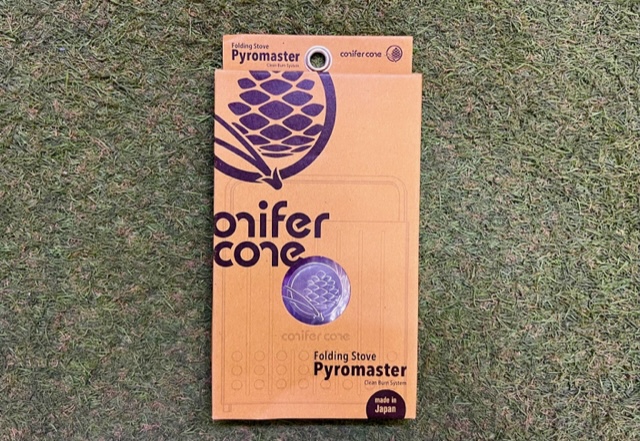 Folding Stove
Pyromaster
Clean Burn System
conifer cone
onifer
cone
conifer cone
Folding Stove
Pyromaster
Clean Burn System
made in
Japan